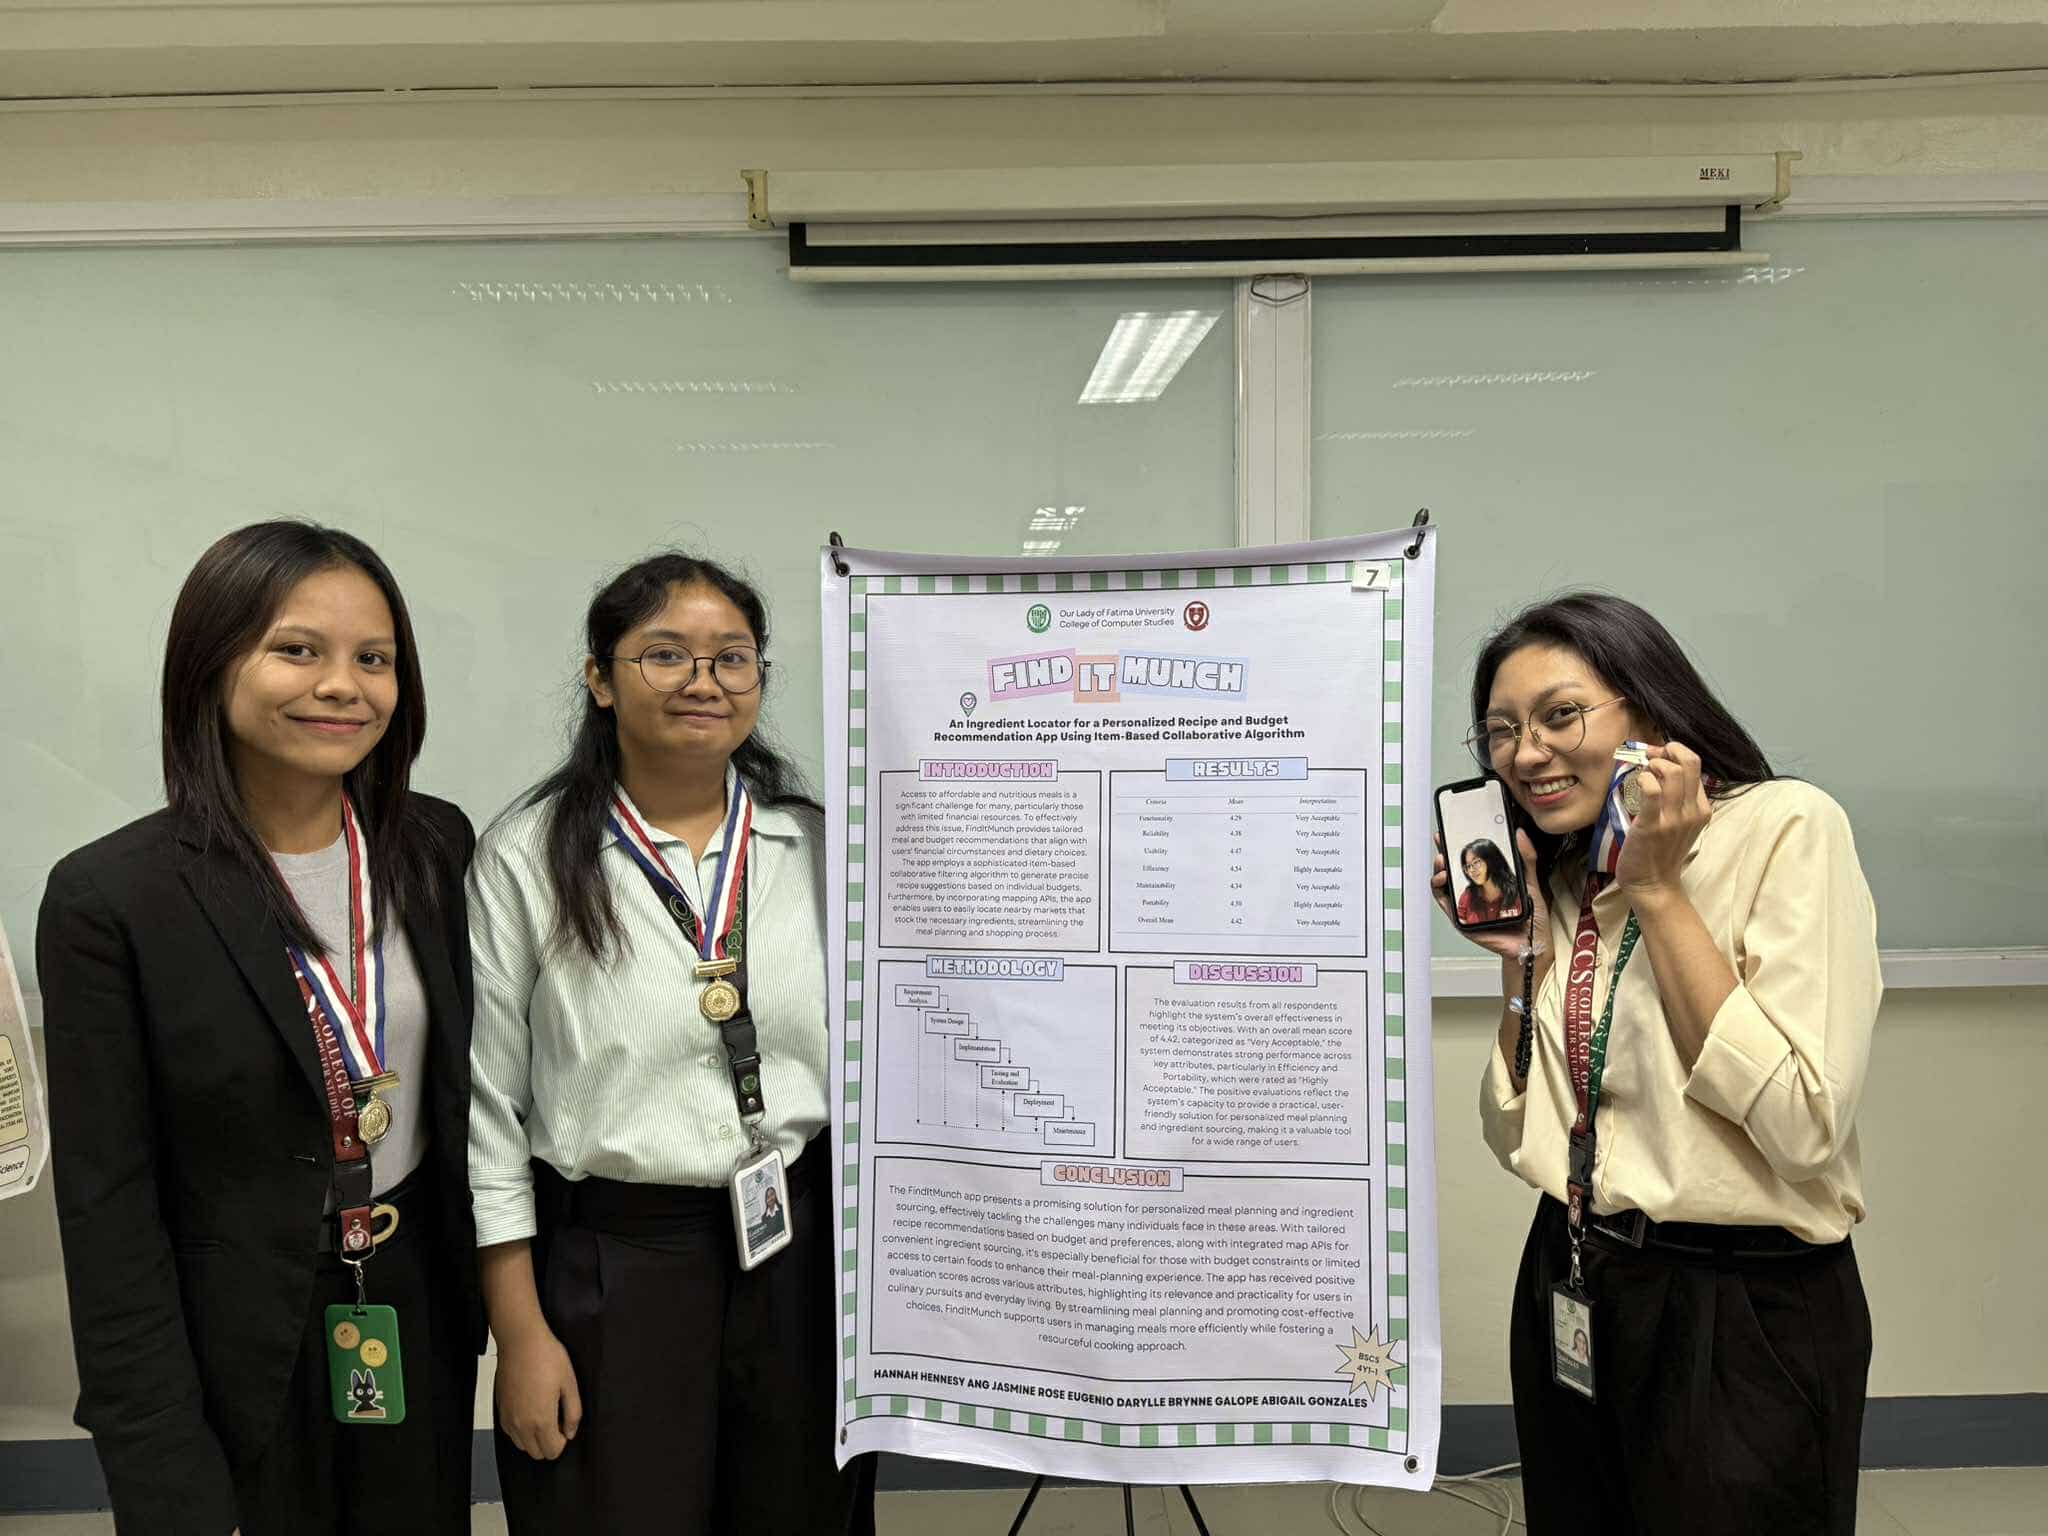 MEKI
7
Our Lady of Fatima University
College of Computer Studies
FIND IT MUNCH
An Ingredient Locator for a Personalized Recipe and Budget
Recommendation App Using Item-Based Collaborative Algorithm
INTRODUCTION
Access to affordable and nutritious meals is a
significant challenge for many, particularly those
with limited financial resources. To effectively
address this issue, FindItMunch provides tailored
meal and budget recommendations that align with
users' financial circumstances and dietary choices.
The app employs a sophisticated item-based
collaborative filtering algorithm to generate precise
recipe suggestions based on individual budgets.
Furthermore, by incorporating mapping APIs, the app
enables users to easily locate nearby markets that
stock the necessary ingredients, streamlining the
meal planning and shopping process.
RESULTS
Criteria Mean Interpretation
Functionality 4.29 Very Acceptable
Reliability 4.38 Very Acceptable
Usability 4.47 Very Acceptable
Efficiency 4.54 Highly Acceptable
Maintainability 4.34 Very Acceptable
Portability 4.50 Highly Acceptable
Overall Mean 4.42 Very Acceptable
METHODOLOGY
Requirement
Analysis
System Design
Implementation
Testing and
Evaluation
Deployment
Maintenance
DISCUSSION
The evaluation results from all respondents
highlight the system's overall effectiveness in
meeting its objectives. With an overall mean score
of 4.42, categorized as "Very Acceptable," the
system demonstrates strong performance across
key attributes, particularly in Efficiency and
Portability, which were rated as "Highly
Acceptable." The positive evaluations reflect the
system's capacity to provide a practical, user-
friendly solution for personalized meal planning
and ingredient sourcing, making it a valuable tool
for a wide range of users.
CONCLUSION
The FindItMunch app presents a promising solution for personalized meal planning and ingredient
sourcing, effectively tackling the challenges many individuals face in these areas. With tailored
recipe recommendations based on budget and preferences, along with integrated map APIs for
convenient ingredient sourcing, it's especially beneficial for those with budget constraints or limited
access to certain foods to enhance their meal-planning experience. The app has received positive
evaluation scores across various attributes, highlighting its relevance and practicality for users in
culinary pursuits and everyday living. By streamlining meal planning and promoting cost-effective
choices, FindItMunch supports users in managing meals more efficiently while fostering a
resourceful cooking approach.
BSCS
4Y1-1
HANNAH HENNESY ANG JASMINE ROSE EUGENIO DARYLLE BRYNNE GALOPE ABIGAIL GONZALES
COLLEGE OF
COMPUTER STUDIES
CCS COLLEGE OF
COMPUTER STUDIES
Science